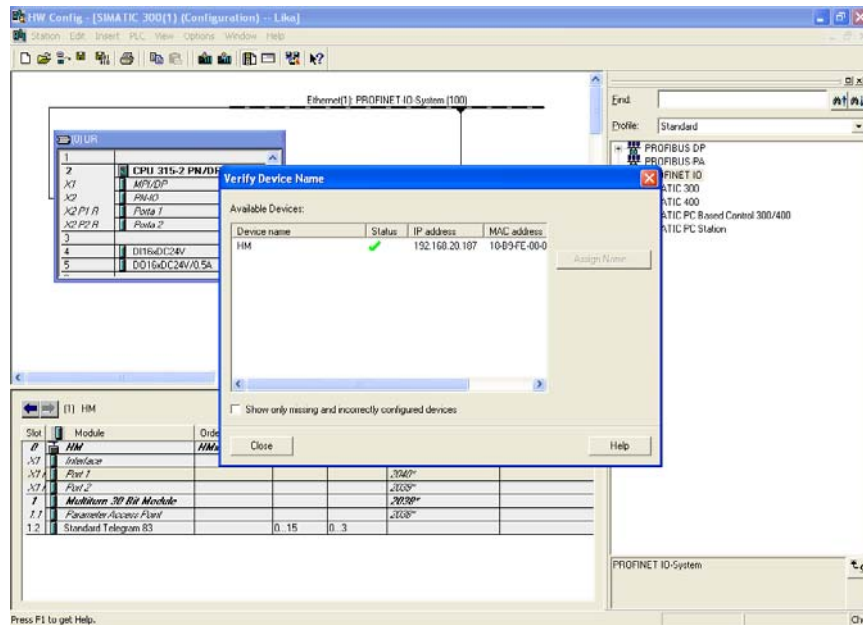 HW Config - [SIMATIC 300(1) (Configuration) -- Lika]
Station Edit Insert PLC View Options Window Help
Ethernet(1): PROFINET-IO-System (100)
Find:
Profile: Standard
PROFIBUS DP
PROFIBUS-PA
OFINET IO
ATIC 300
ATIC 400
ATIC PC Based Control 300/400
ATIC PC Station
(0) UR
1
2 CPU 315-2 PN/DP
X1 MPI/DP
X2 PN-IO
X2 P1 R Porta 1
X2 P2 R Porta 2
3
4 DI16xDC24V
5 DO16xDC24V/0.5A
Verify Device Name
Available Devices:
Device name Status IP address MAC address
HM 192.168.20.187 10-B9-FE-00-0
Assign Name
Show only missing and incorrectly configured devices
Close Help
(1) HM
Slot Module Orde
0 HM HMx
X1 Interface
X1 Port 1 2040*
X1 Port 2 2039*
1 Multiturn 30 Bit Module 2038*
1.1 Parameter Access Point 2038*
1.2 Standard Telegram 83 0...15 0...3
PROFINET IO-System
Press F1 to get Help.
Ch